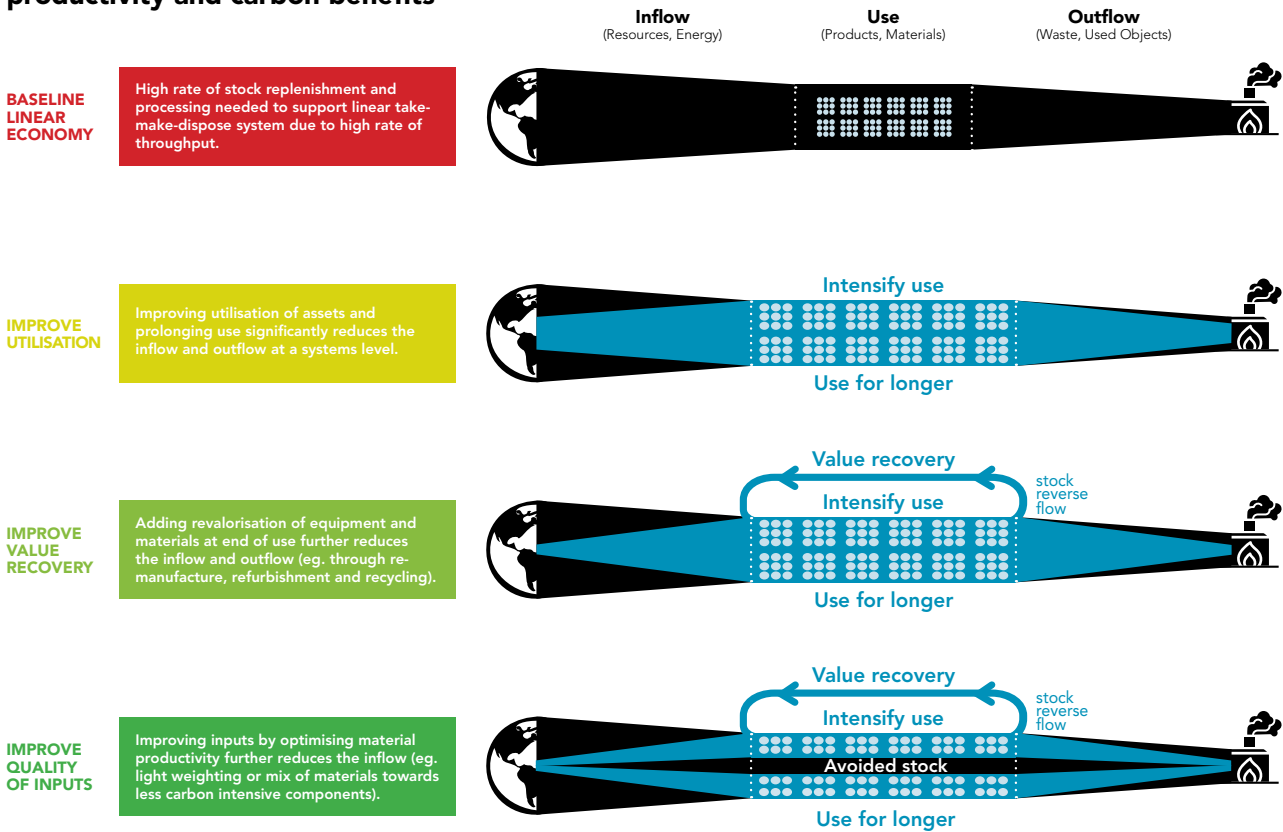 productivity and carbon benefits
Inflow
(Resources, Energy)
Use
(Products, Materials)
Outflow
(Waste, Used Objects)
BASELINE
LINEAR
ECONOMY
High rate of stock replenishment and
processing needed to support linear take-
make-dispose system due to high rate of
throughput.
IMPROVE
UTILISATION
Improving utilisation of assets and
prolonging use significantly reduces the
inflow and outflow at a systems level.
Intensify use
Use for longer
IMPROVE
VALUE
RECOVERY
Adding revalorisation of equipment and
materials at end of use further reduces
the inflow and outflow (eg. through re-
manufacture, refurbishment and recycling).
Value recovery
Intensify use
stock
reverse
flow
Use for longer
IMPROVE
QUALITY
OF INPUTS
Improving inputs by optimising material
productivity further reduces the inflow (eg.
light weighting or mix of materials towards
less carbon intensive components).
Value recovery
Intensify use
stock
reverse
flow
Avoided stock
Use for longer